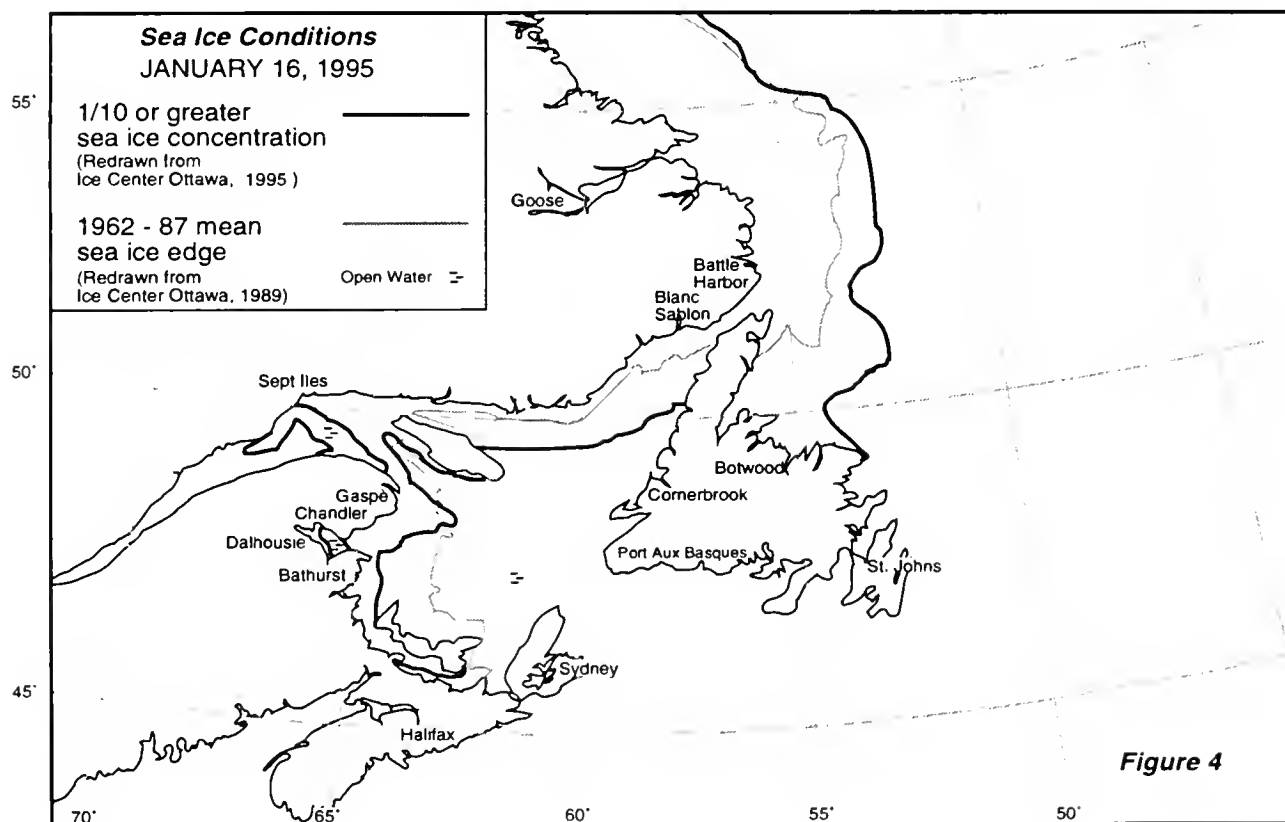 Sea Ice Conditions
JANUARY 16, 1995
1/10 or greater
sea ice concentration
(Redrawn from
Ice Center Ottawa, 1995 )
1962 - 87 mean
sea ice edge
(Redrawn from
Ice Center Ottawa, 1989)
Open Water
55°
50°
45°
Goose
Battle
Harbor
Blanc
Sablon
Sept Iles
Botwood
Cornerbrook
Gaspe
Chandler
Dalhousie
Bathurst
Port Aux Basques
St. Johns
Sydney
Halifax
Figure 4
70°
65°
60°
55°
50°